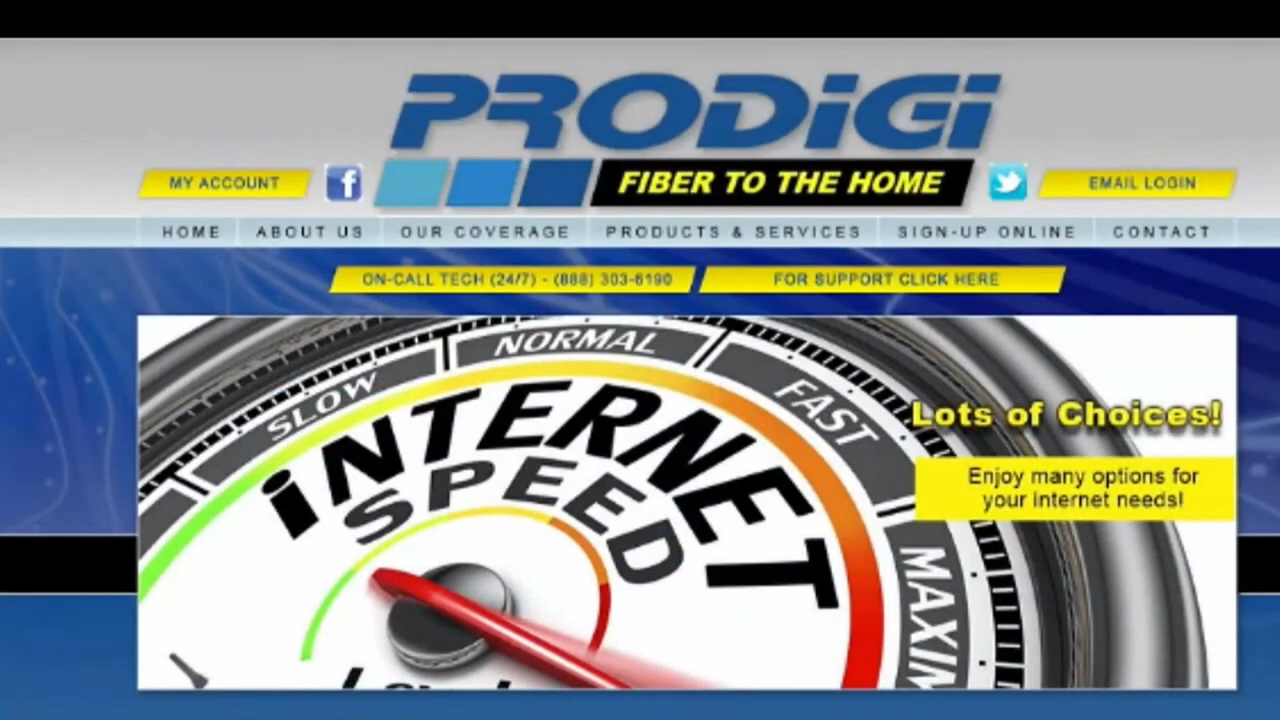 PRODiGi
FIBER TO THE HOME
MY ACCOUNT
f
EMAIL LOGIN
HOME ABOUT US OUR COVERAGE PRODUCTS & SERVICES SIGN-UP ONLINE CONTACT
ON-CALL TECH (24/7) - (888) 303-6190 FOR SUPPORT CLICK HERE
SLOW NORMAL FAST
iNTERNET
SPEED
Lots of Choices!
Enjoy many options for
your internet needs!